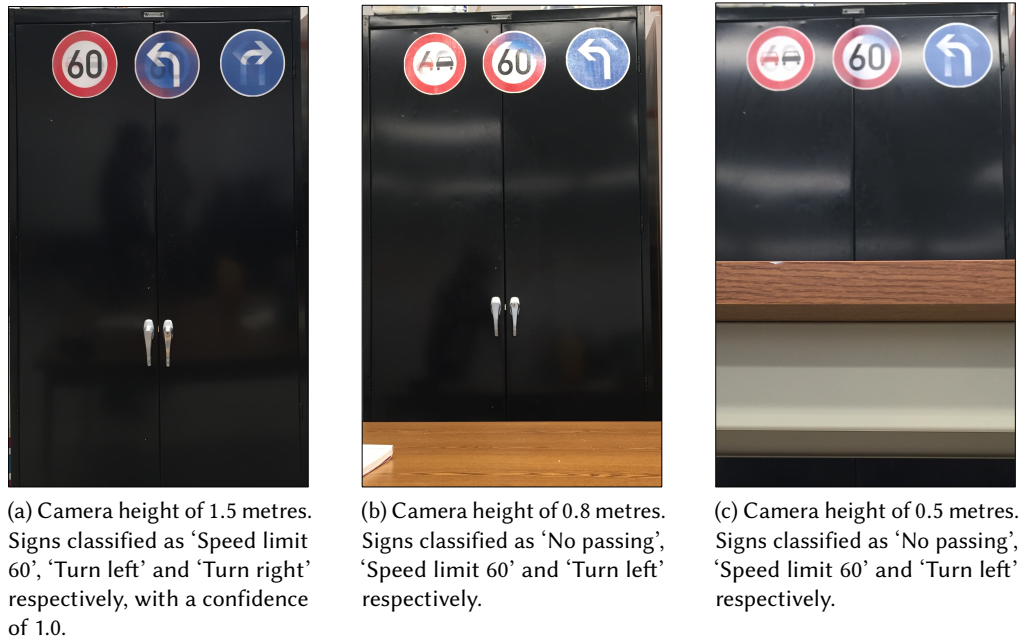 60
60
60
(a) Camera height of 1.5 metres.
Signs classified as ‘Speed limit
60’, ‘Turn left’ and ‘Turn right’
respectively, with a confidence
of 1.0.
(b) Camera height of 0.8 metres.
Signs classified as ‘No passing’,
‘Speed limit 60’ and ‘Turn left’
respectively.
(c) Camera height of 0.5 metres.
Signs classified as ‘No passing’,
‘Speed limit 60’ and ‘Turn left’
respectively.